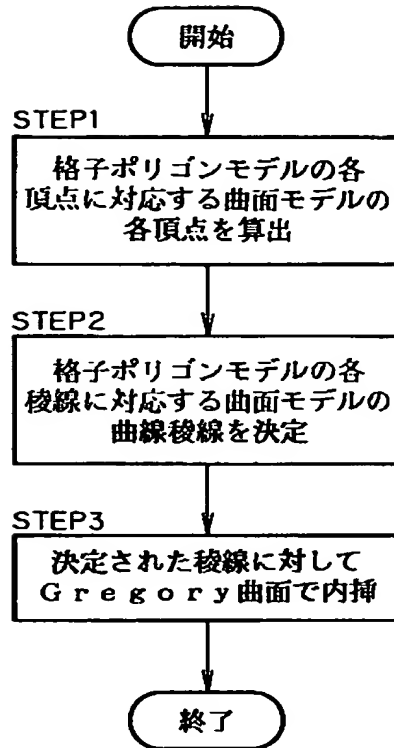 開始
STEP1
格子ポリゴンモデルの各
頂点に対応する曲面モデルの
各頂点を算出
STEP2
格子ポリゴンモデルの各
稜線に対応する曲面モデルの
曲線稜線を決定
STEP3
決定された稜線に対して
Ｇｒｅｇｏｒｙ曲面で内挿
終了